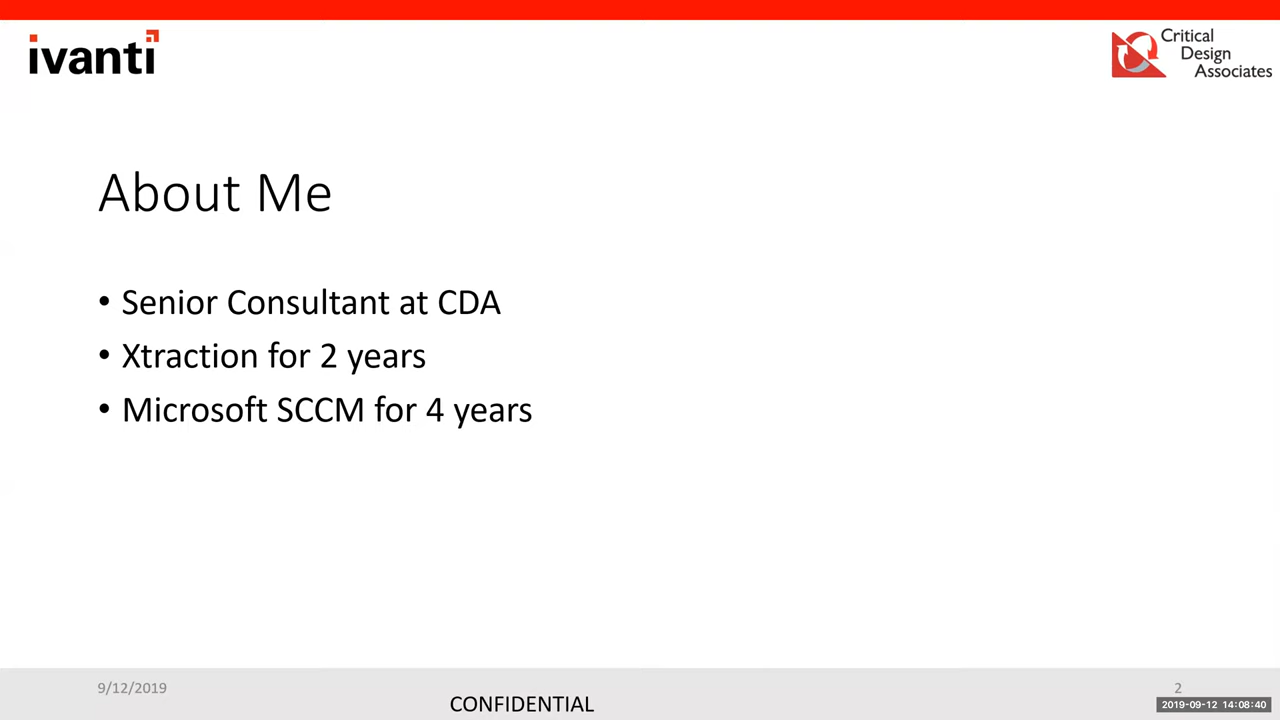 ivanti
Critical
Design
Associates
About Me
• Senior Consultant at CDA
• Xtraction for 2 years
• Microsoft SCCM for 4 years
9/12/2019
CONFIDENTIAL
2
2019-09-12 14:08:40